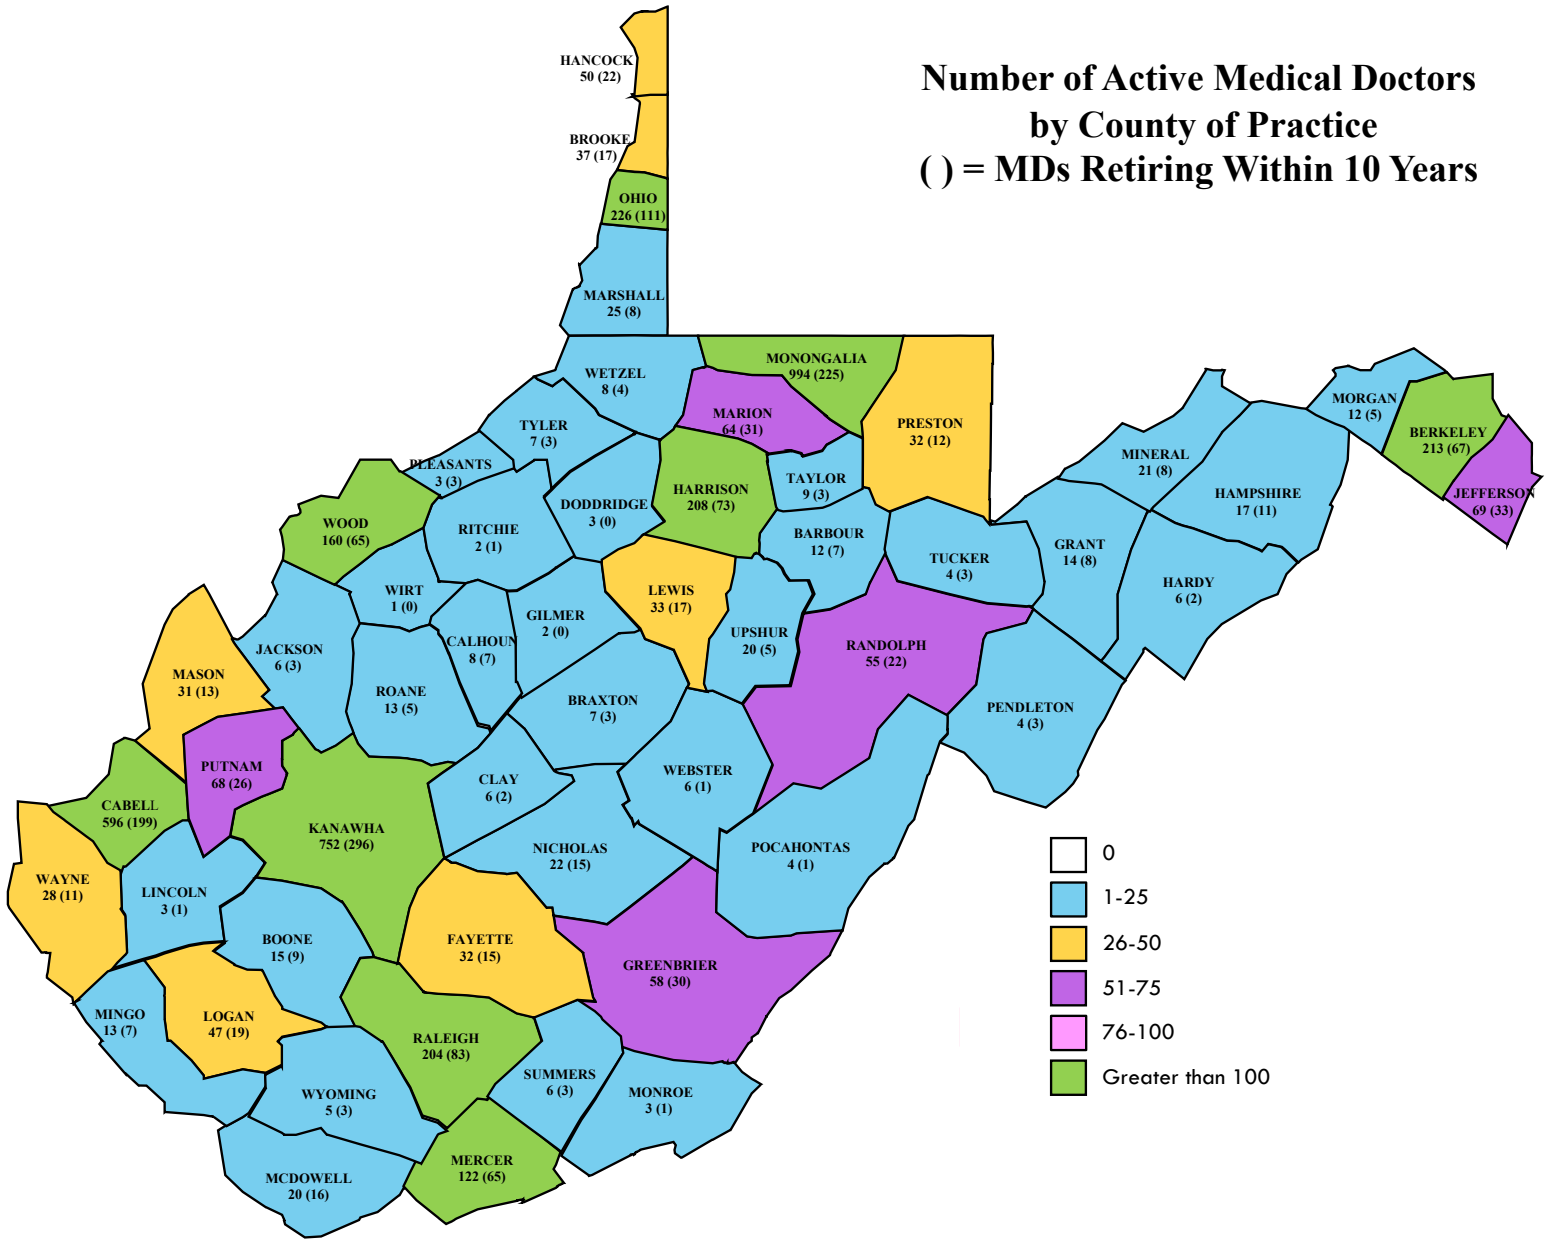 Number of Active Medical Doctors
by County of Practice
( ) = MDs Retiring Within 10 Years
HANCOCK
50 (22)
BROOKE
37 (17)
OHIO
226 (111)
MARSHALL
25 (8)
WETZEL
8 (4)
MONONGALIA
994 (225)
MARION
64 (31)
PRESTON
32 (12)
TYLER
7 (3)
PLEASANTS
3 (3)
DODDRIDGE
3 (0)
HARRISON
208 (73)
TAYLOR
9 (3)
MINERAL
21 (8)
HAMPSHIRE
17 (11)
MORGAN
12 (5)
BERKELEY
213 (67)
JEFFERSON
69 (33)
WOOD
160 (65)
RITCHIE
2 (1)
BARBOUR
12 (7)
TUCKER
4 (3)
GRANT
14 (8)
HARDY
6 (2)
WIRT
1 (0)
CALHOUN
8 (7)
GILMER
2 (0)
LEWIS
33 (17)
UPSHUR
20 (5)
RANDOLPH
55 (22)
PENDLETON
4 (3)
JACKSON
6 (3)
MASON
31 (13)
ROANE
13 (5)
BRAXTON
7 (3)
PUTNAM
68 (26)
CLAY
6 (2)
WEBSTER
6 (1)
CABELL
596 (199)
KANAWHA
752 (296)
NICHOLAS
22 (15)
POCAHONTAS
4 (1)
WAYNE
28 (11)
LINCOLN
3 (1)
BOONE
15 (9)
FAYETTE
32 (15)
GREENBRIER
58 (30)
MINGO
13 (7)
LOGAN
47 (19)
RALEIGH
204 (83)
SUMMERS
6 (3)
MONROE
3 (1)
WYOMING
5 (3)
MERCER
122 (65)
MCDOWELL
20 (16)
0
1-25
26-50
51-75
76-100
Greater than 100